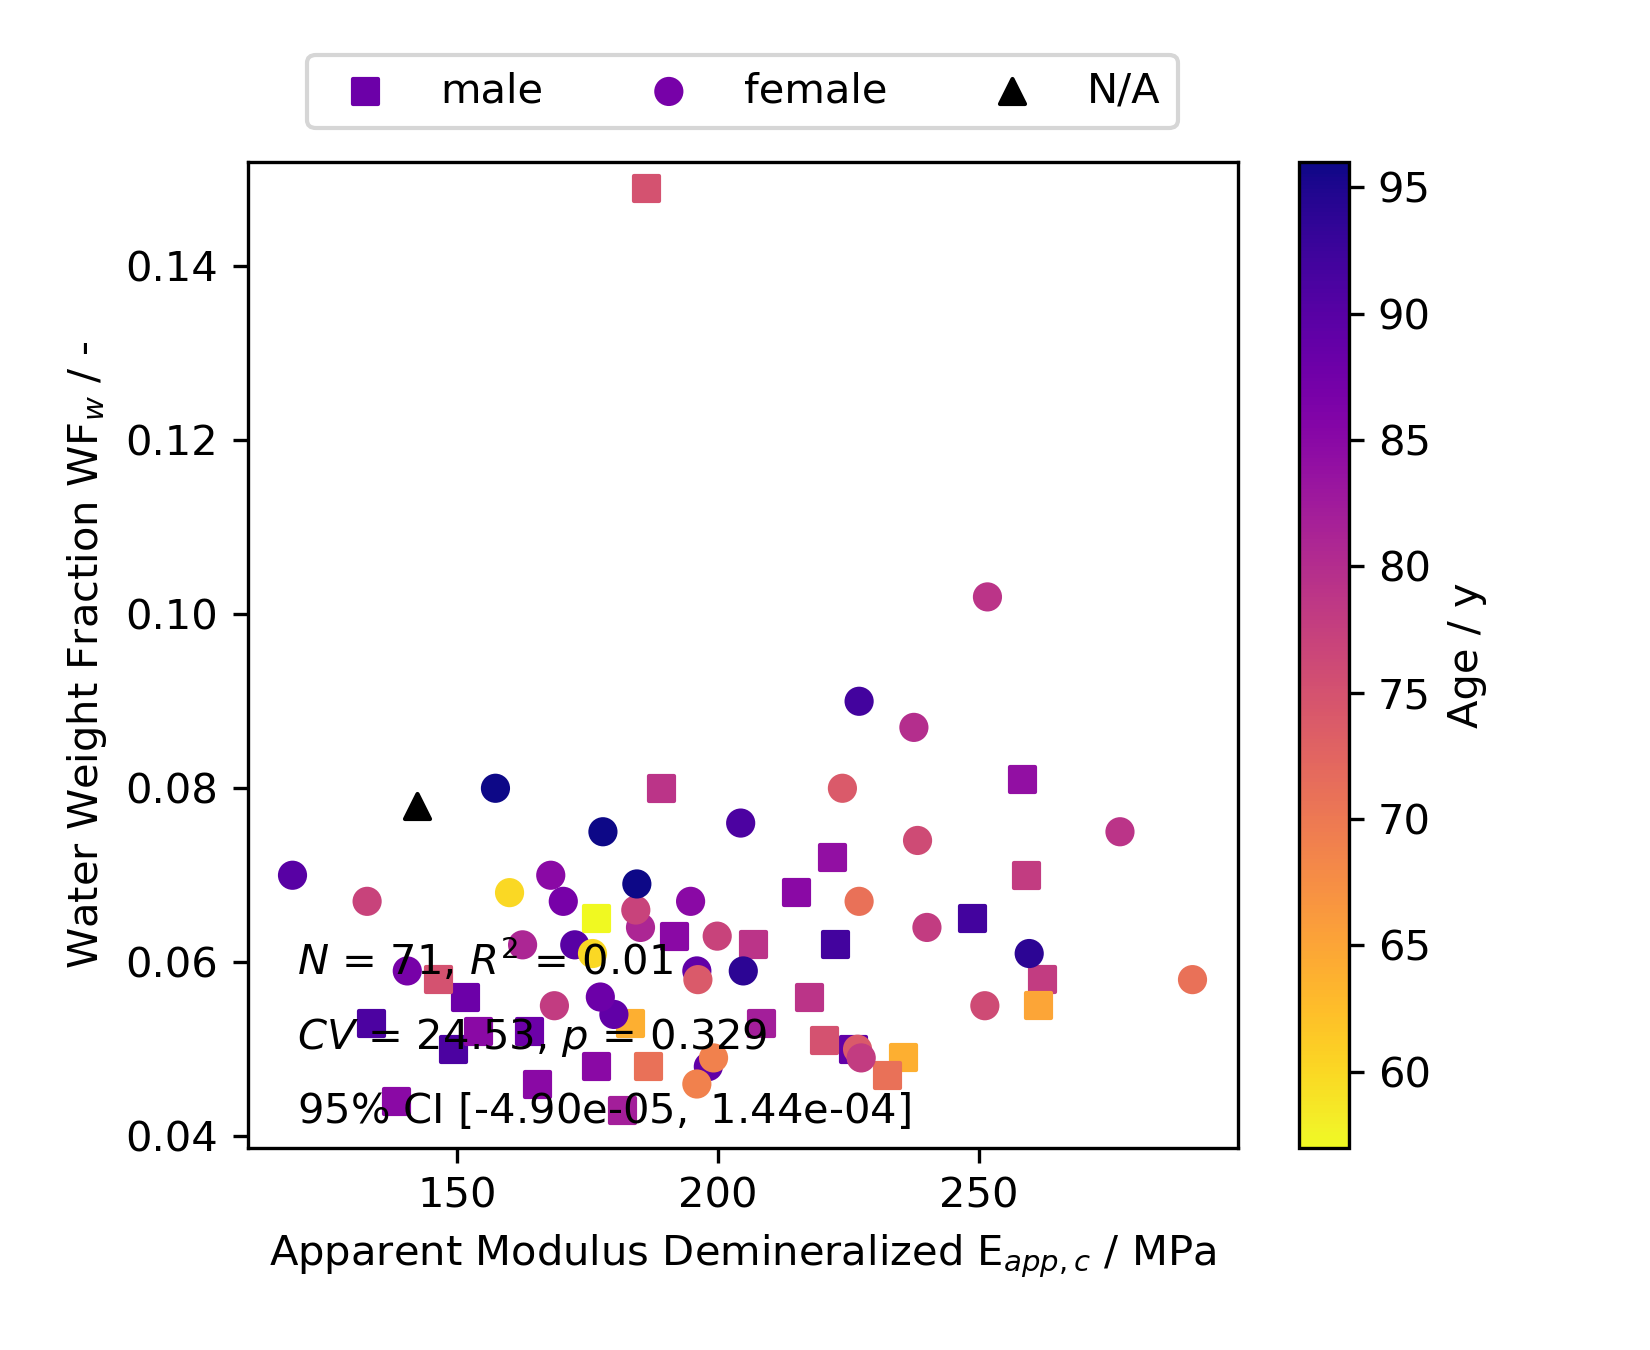 male female N/A
0.14
0.12
0.10
0.08
0.06
0.04
Water Weight Fraction WF_w / -
N = 71, R² = 0.01
CV = 24.53, p = 0.329
95% CI [-4.90e-05, 1.44e-04]
150 200 250
Apparent Modulus Demineralized E_app,c / MPa
95
90
85
80
75
70
65
60
Age / y